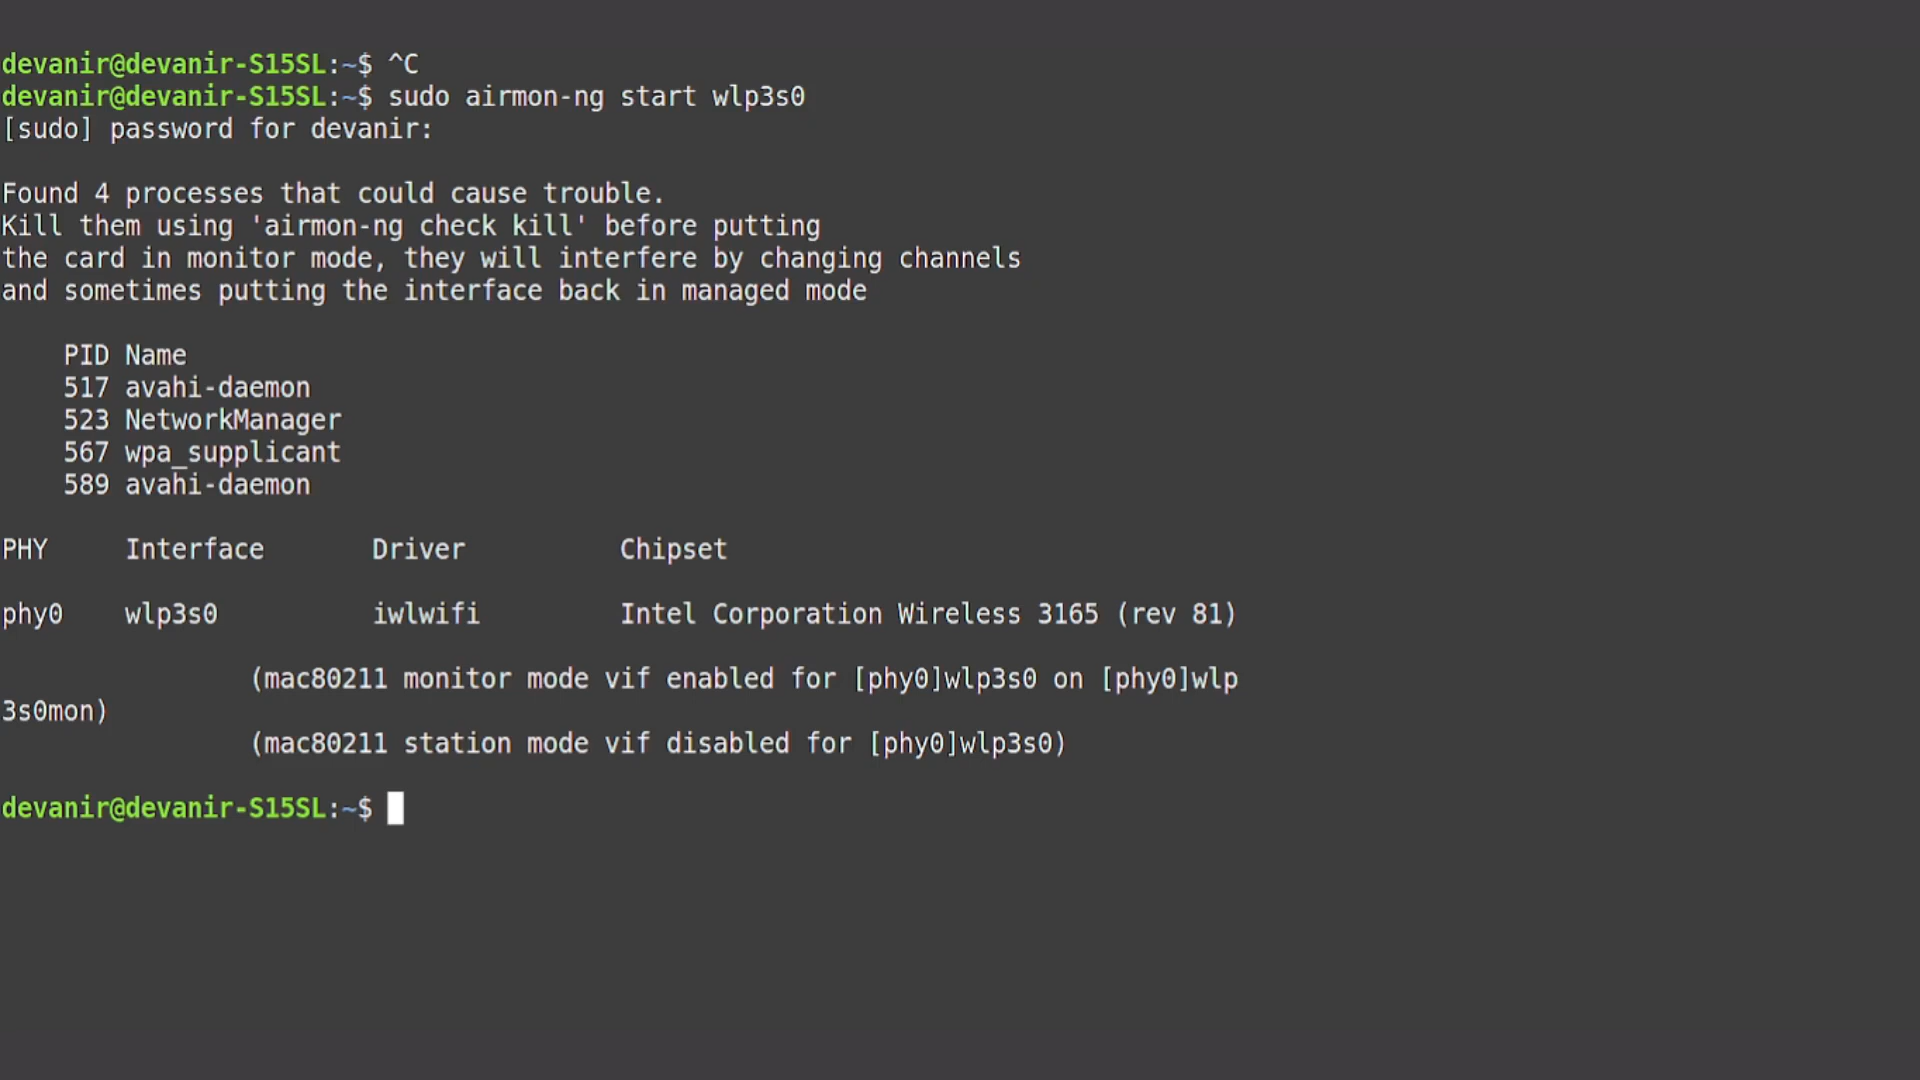 devanir@devanir-S15SL:~$ ^C
devanir@devanir-S15SL:~$ sudo airmon-ng start wlp3s0
[sudo] password for devanir:
Found 4 processes that could cause trouble.
Kill them using 'airmon-ng check kill' before putting
the card in monitor mode, they will interfere by changing channels
and sometimes putting the interface back in managed mode
PID Name
517 avahi-daemon
523 NetworkManager
567 wpa_supplicant
589 avahi-daemon
PHY Interface Driver Chipset
phy0 wlp3s0 iwlwifi Intel Corporation Wireless 3165 (rev 81)
(mac80211 monitor mode vif enabled for [phy0]wlp3s0 on [phy0]wlp
3s0mon)
(mac80211 station mode vif disabled for [phy0]wlp3s0)
devanir@devanir-S15SL:~$